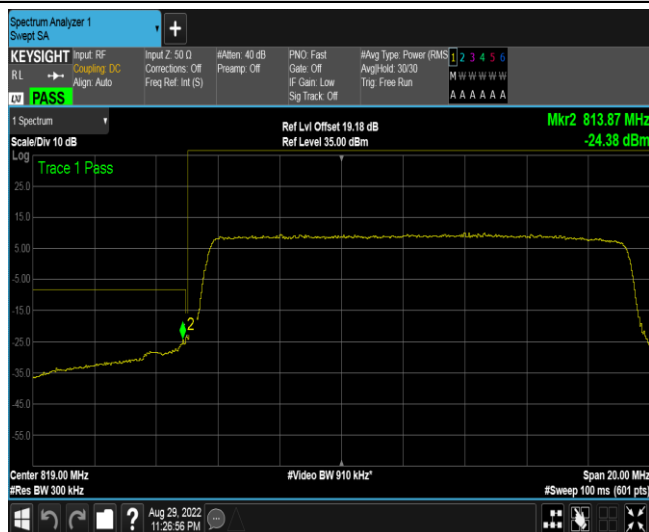 Spectrum Analyzer 1
Swept SA
+
KEYSIGHT
RL
LXI PASS
Input: RF
Coupling: DC
Align: Auto
Input Z: 50 Ω
Corrections: Off
Freq Ref: Int (S)
#Atten: 40 dB
Preamp: Off
PNO: Fast
Gate: Off
IF Gain: Low
Sig Track: Off
#Avg Type: Power (RMS
Avg|Hold: 30/30
Trig: Free Run
1 2 3 4 5 6
M W W W W W
A A A A A A
1 Spectrum
Scale/Div 10 dB
Ref Lvl Offset 19.18 dB
Ref Level 35.00 dBm
Mkr2 813.87 MHz
-24.38 dBm
Log
Trace 1 Pass
25.0
15.0
5.00
-5.00
-15.0
-25.0
-35.0
-45.0
-55.0
2
Center 819.00 MHz
#Res BW 300 kHz
#Video BW 910 kHz*
Span 20.00 MHz
#Sweep 100 ms (601 pts)
?
Aug 29, 2022
11:26:56 PM